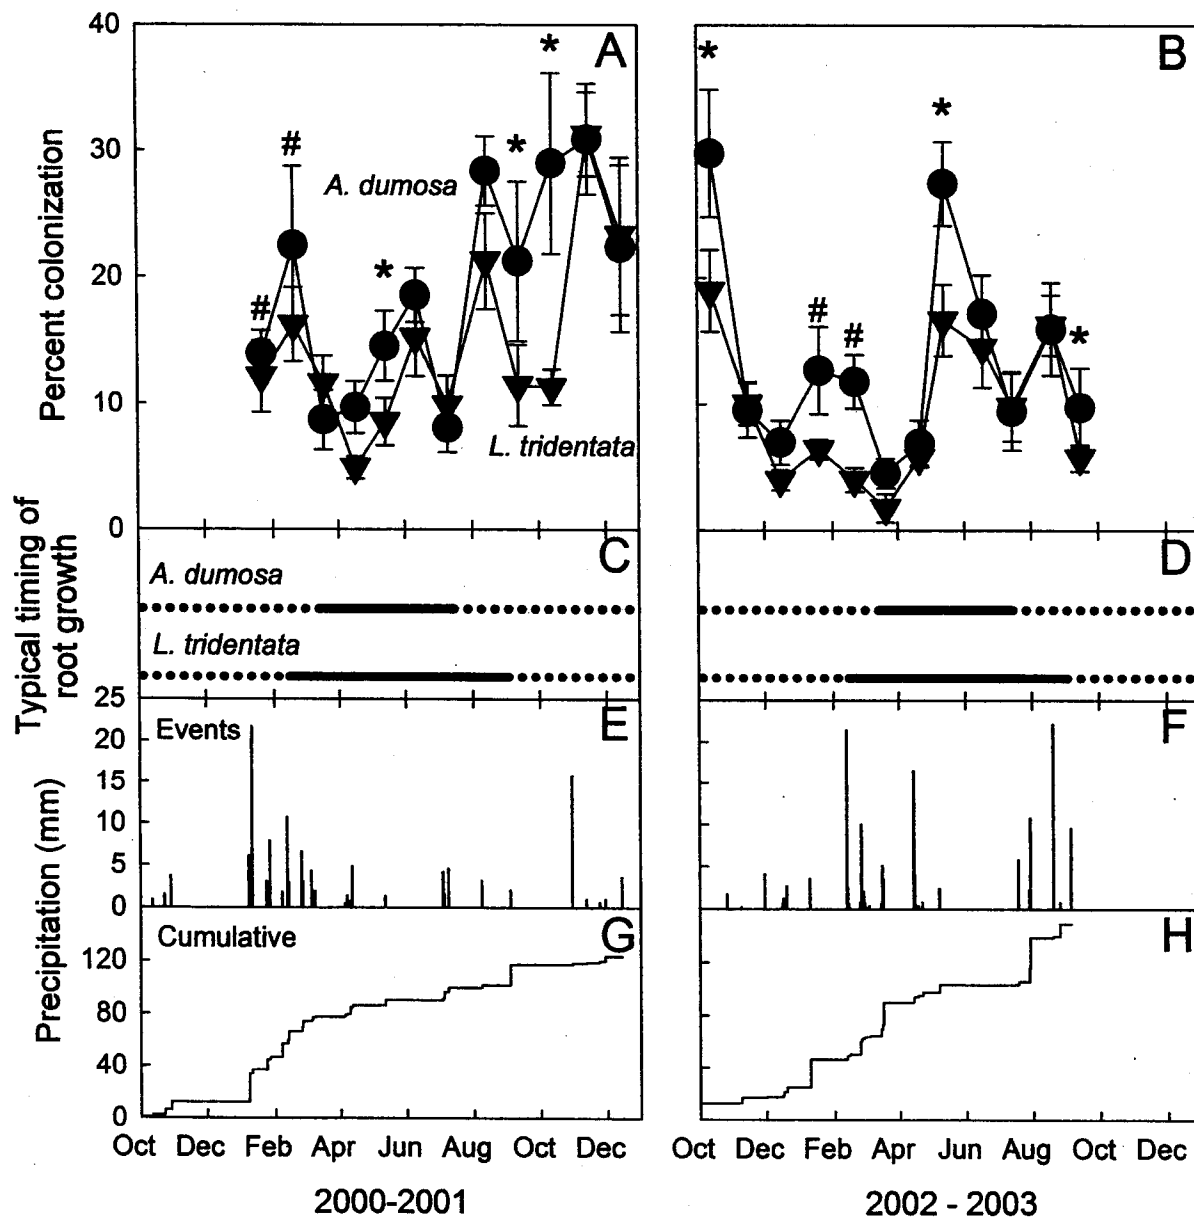 40
30
20
10
0
Percent colonization
A
#
#
*
*
*
A. dumosa
L. tridentata
B
*
#
#
*
*
Typical timing of
root growth
C
A. dumosa
L. tridentata
D
25
20
15
10
5
0
Precipitation (mm)
Events
E
F
120
80
40
0
Precipitation (mm)
Cumulative
G
H
Oct Dec Feb Apr Jun Aug Oct Dec
Oct Dec Feb Apr Jun Aug Oct Dec
2000-2001
2002 - 2003